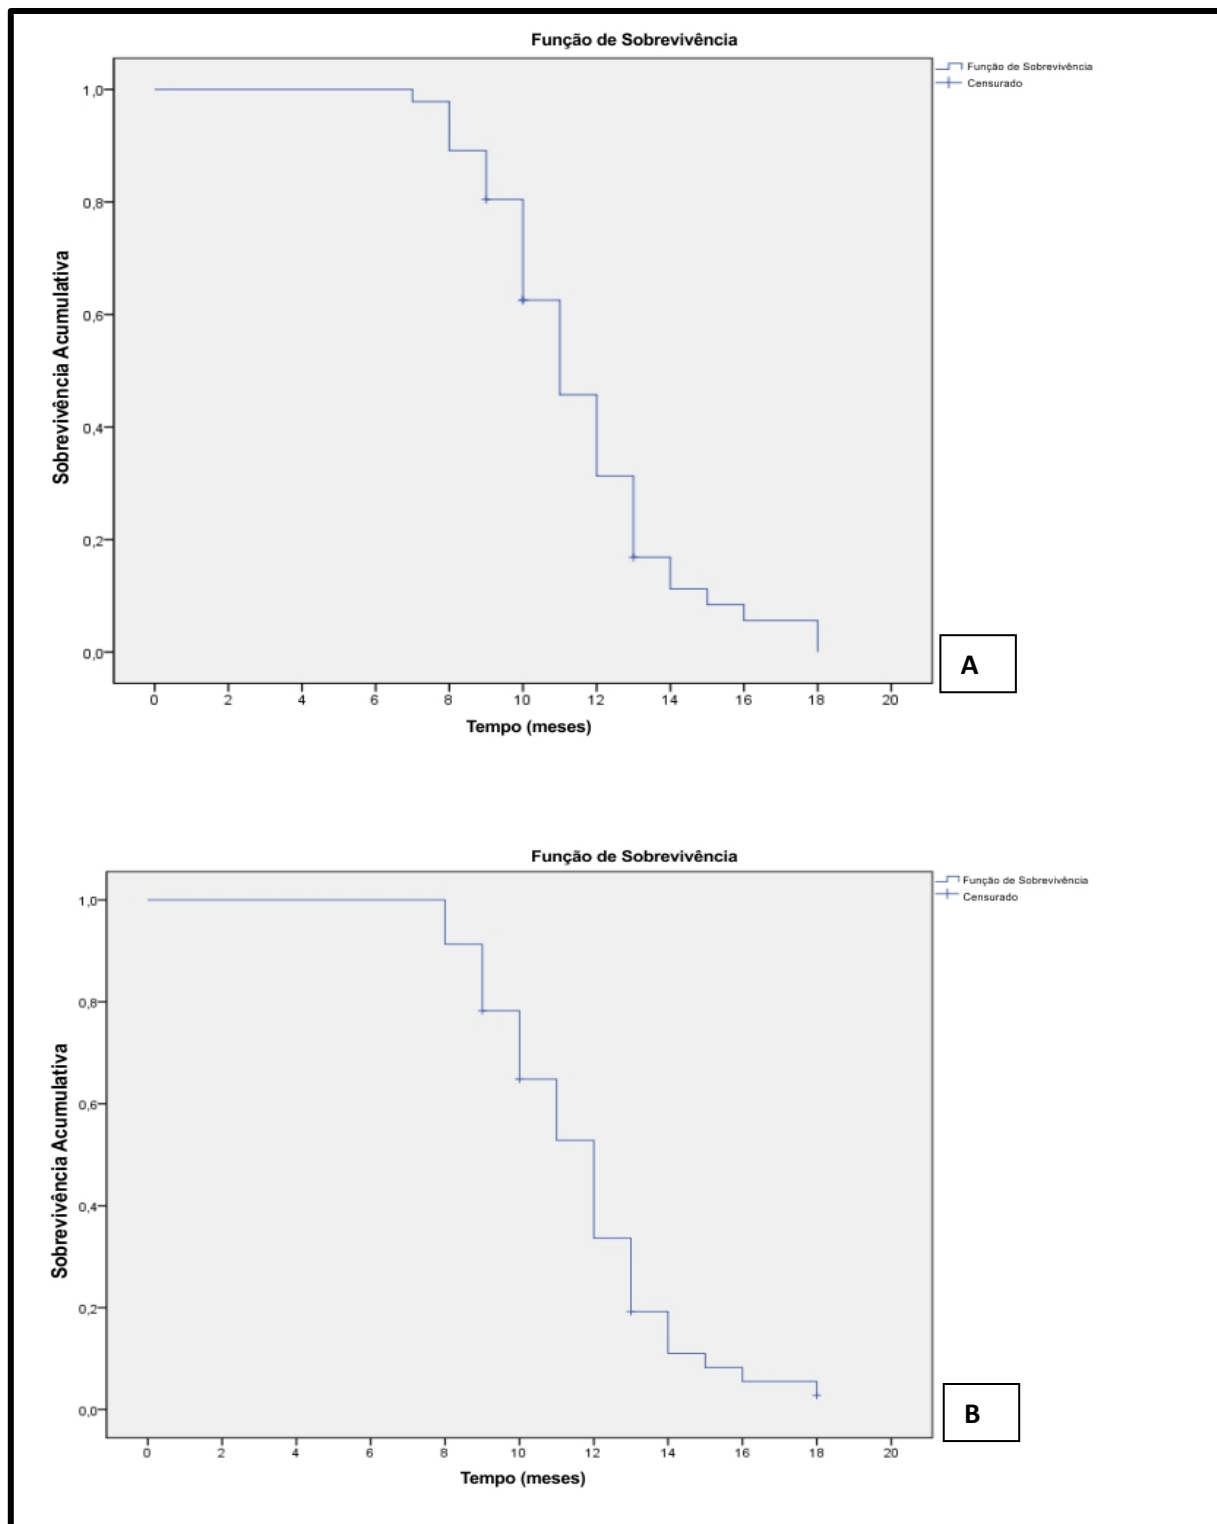 Função de Sobrevivência
Função de Sobrevivência
Censurado
1,0
0,8
0,6
0,4
0,2
0,0
Sobrevivência Acumulativa
0 2 4 6 8 10 12 14 16 18 20
Tempo (meses)
A
Função de Sobrevivência
Função de Sobrevivência
Censurado
1,0
0,8
0,6
0,4
0,2
0,0
Sobrevivência Acumulativa
0 2 4 6 8 10 12 14 16 18 20
Tempo (meses)
B